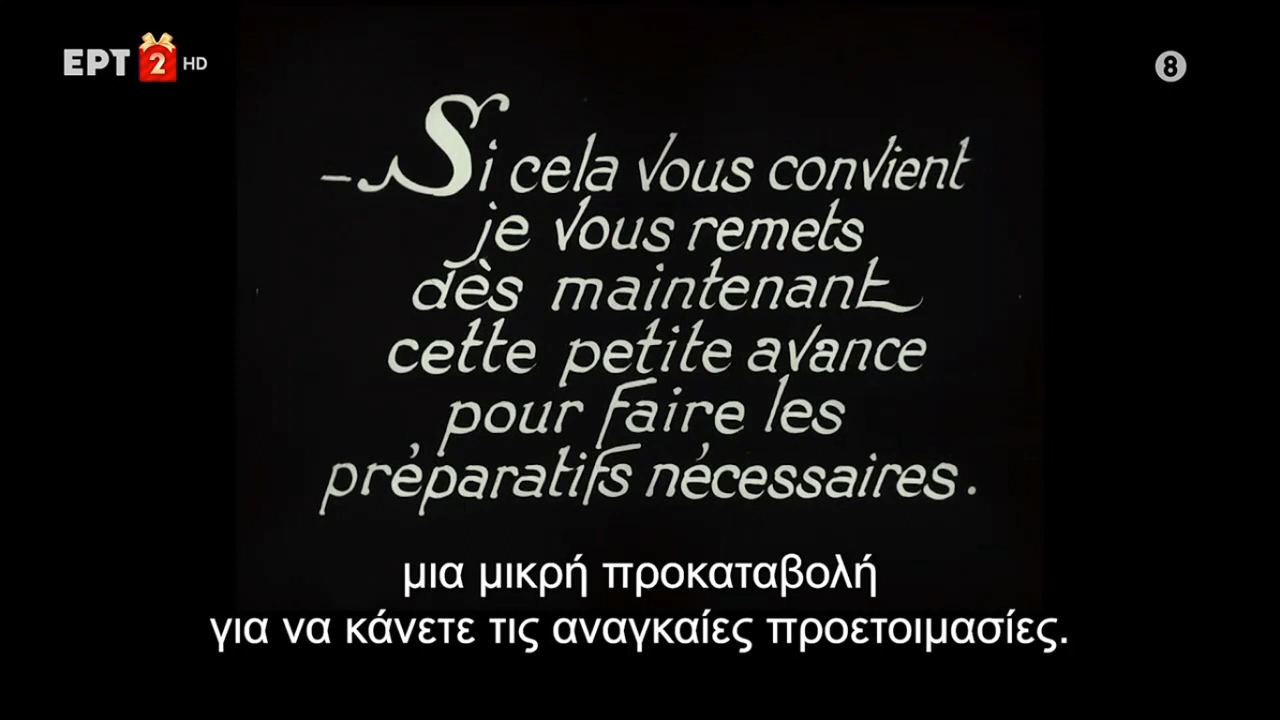 ΕΡΤ 2 HD
8
– Si cela vous convient
je vous remets
dès maintenant
cette petite avance
pour faire les
préparatifs nécessaires.
μια μικρή προκαταβολή
για να κάνετε τις αναγκαίες προετοιμασίες.